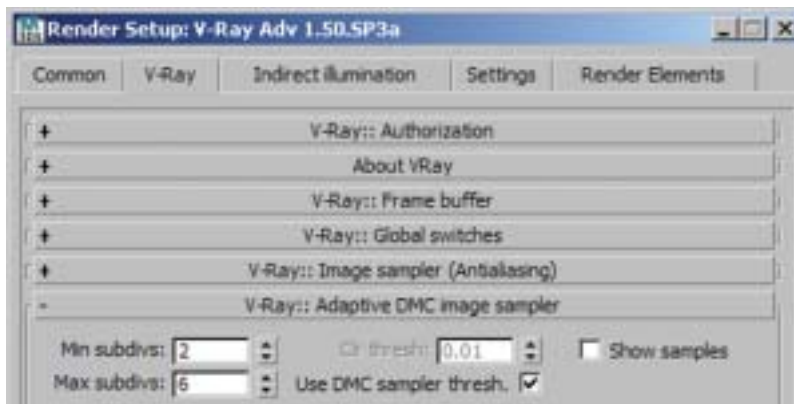 Render Setup: V-Ray Adv 1.50.SP3a
Common V-Ray Indirect illumination Settings Render Elements
+ V-Ray:: Authorization
+ About VRay
+ V-Ray:: Frame buffer
+ V-Ray:: Global switches
+ V-Ray:: Image sampler (Antialiasing)
- V-Ray:: Adaptive DMC image sampler
Min subdivs: 2 Clr thresh: 0.01 Show samples
Max subdivs: 6 Use DMC sampler thresh.